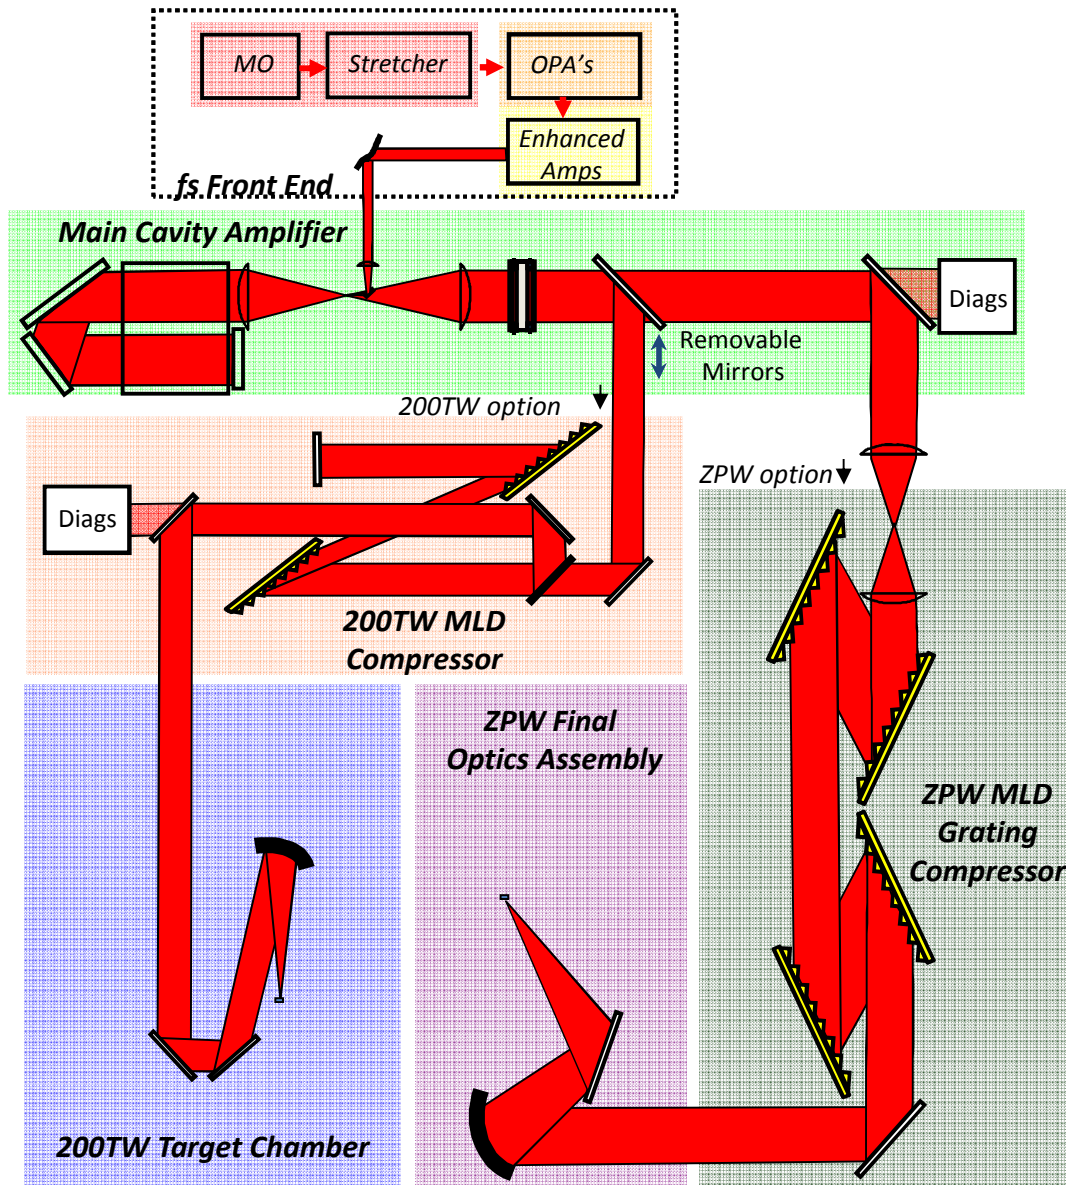 MO
Stretcher
OPA's
Enhanced
Amps
fs Front End
Main Cavity Amplifier
Diags
Removable
Mirrors
200TW option
ZPW option
Diags
200TW MLD
Compressor
ZPW Final
Optics Assembly
ZPW MLD
Grating
Compressor
200TW Target Chamber